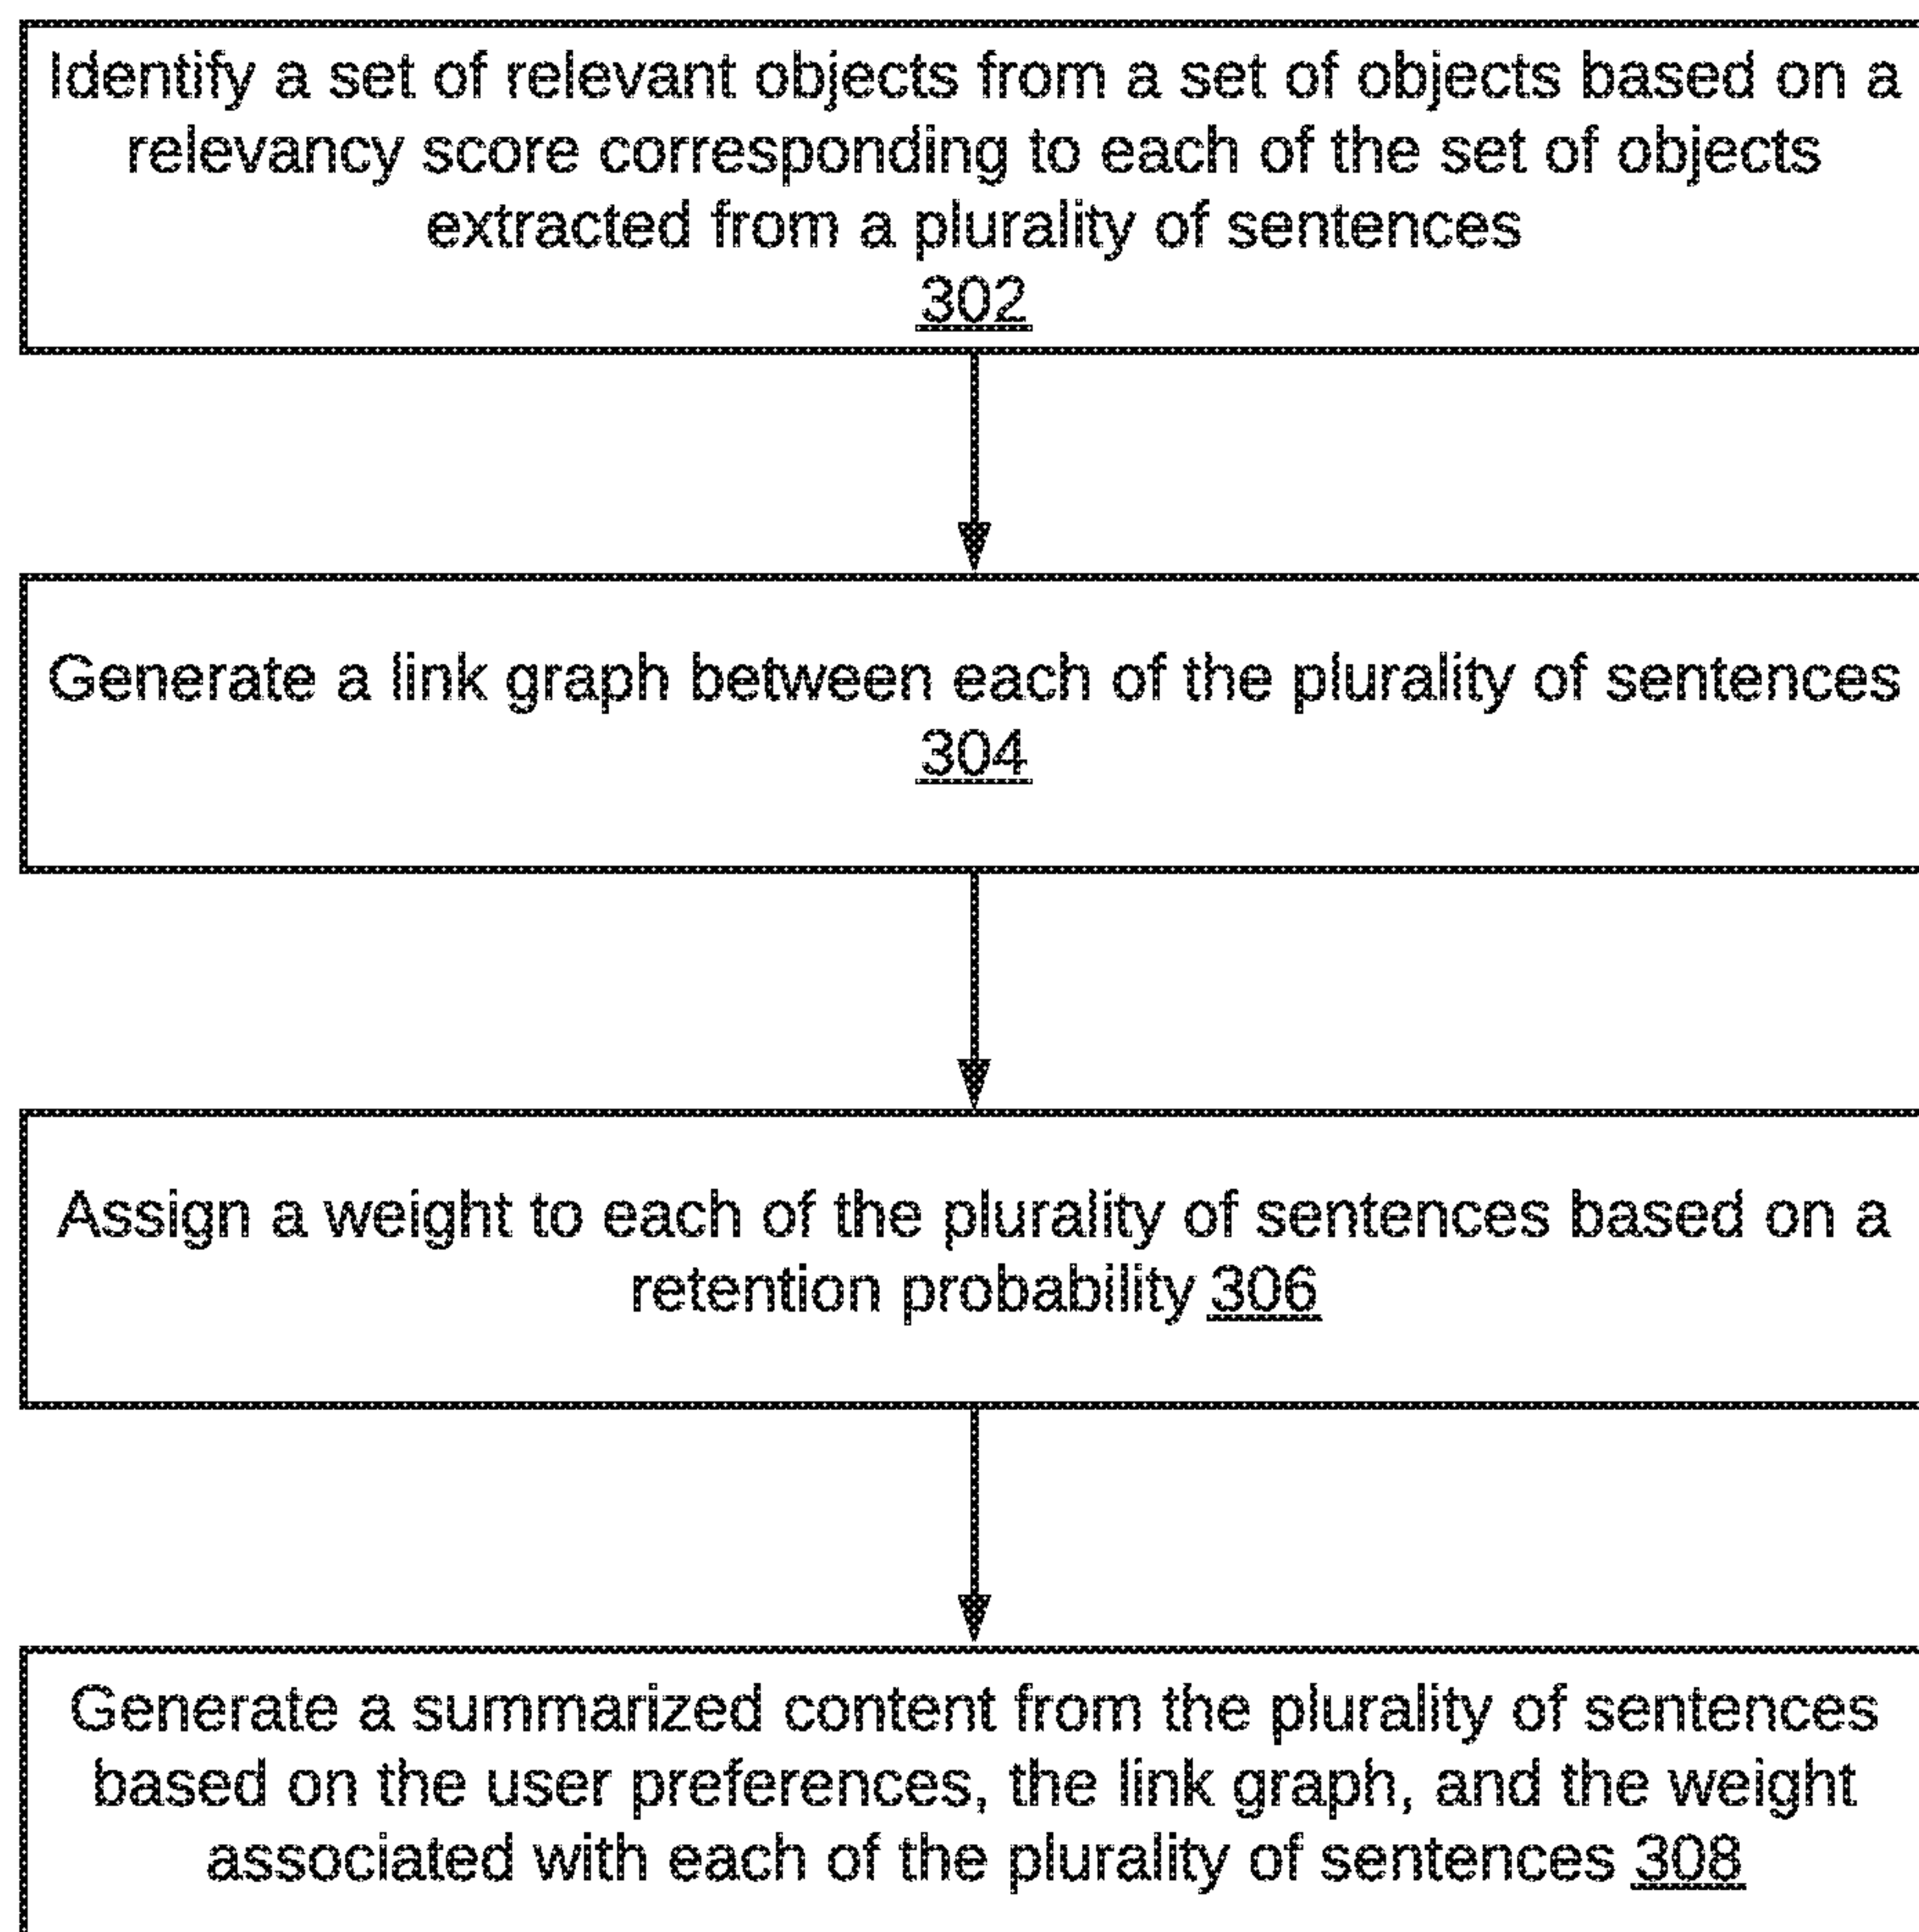 Identify a set of relevant objects from a set of objects based on a
relevancy score corresponding to each of the set of objects
extracted from a plurality of sentences
302
Generate a link graph between each of the plurality of sentences
304
Assign a weight to each of the plurality of sentences based on a
retention probability 306
Generate a summarized content from the plurality of sentences
based on the user preferences, the link graph, and the weight
associated with each of the plurality of sentences 308